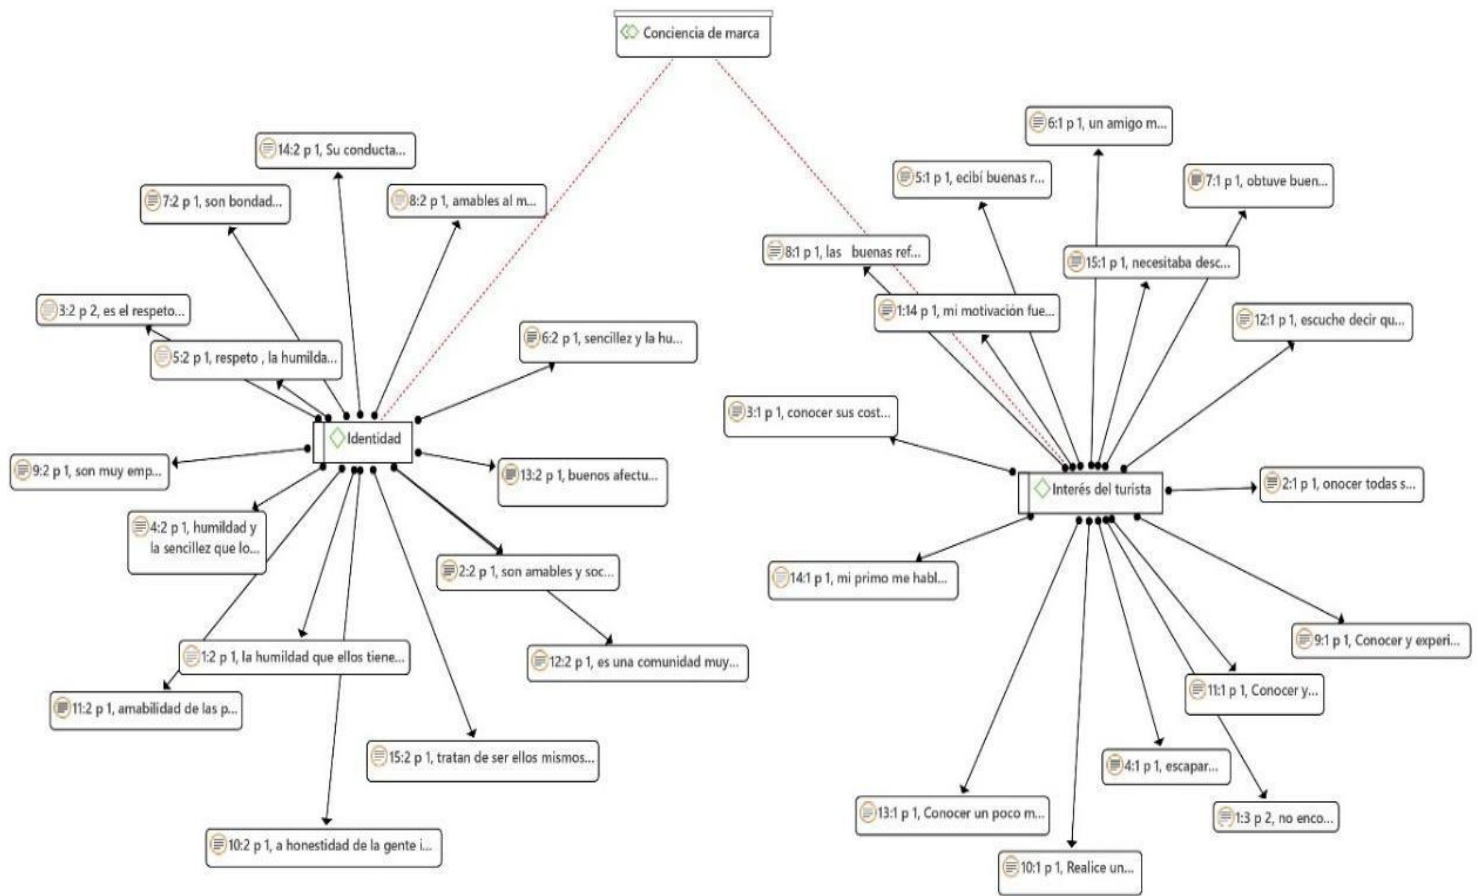 Conciencia de marca
6:1 p 1, un amigo m...
14:2 p 1, Su conducta...
5:1 p 1, ecibí buenas r...
7:1 p 1, obtuve buen...
7:2 p 1, son bondad...
8:2 p 1, amables al m...
8:1 p 1, las buenas ref...
15:1 p 1, necesitaba desc...
3:2 p 2, es el respeto...
1:14 p 1, mi motivación fue...
12:1 p 1, escuche decir qu...
5:2 p 1, respeto , la humilda...
6:2 p 1, sencillez y la hu...
3:1 p 1, conocer sus cost...
Identidad
9:2 p 1, son muy emp...
13:2 p 1, buenos afectu...
Interés del turista
2:1 p 1, onocer todas s...
4:2 p 1, humildad y
la sencillez que lo...
2:2 p 1, son amables y soc...
14:1 p 1, mi primo me habl...
1:2 p 1, la humildad que ellos tiene...
12:2 p 1, es una comunidad muy...
9:1 p 1, Conocer y experi...
11:1 p 1, Conocer y...
11:2 p 1, amabilidad de las p...
15:2 p 1, tratan de ser ellos mismos...
4:1 p 1, escapar...
13:1 p 1, Conocer un poco m...
1:3 p 2, no enco...
10:2 p 1, a honestidad de la gente i...
10:1 p 1, Realice un...